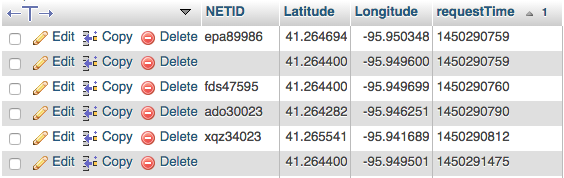 ←T→ NETID Latitude Longitude requestTime 1
Edit Copy Delete epa89986 41.264694 -95.950348 1450290759
Edit Copy Delete 41.264400 -95.949600 1450290759
Edit Copy Delete fds47595 41.264400 -95.949699 1450290760
Edit Copy Delete ado30023 41.264282 -95.946251 1450290790
Edit Copy Delete xqz34023 41.265541 -95.941689 1450290812
Edit Copy Delete 41.264400 -95.949501 1450291475